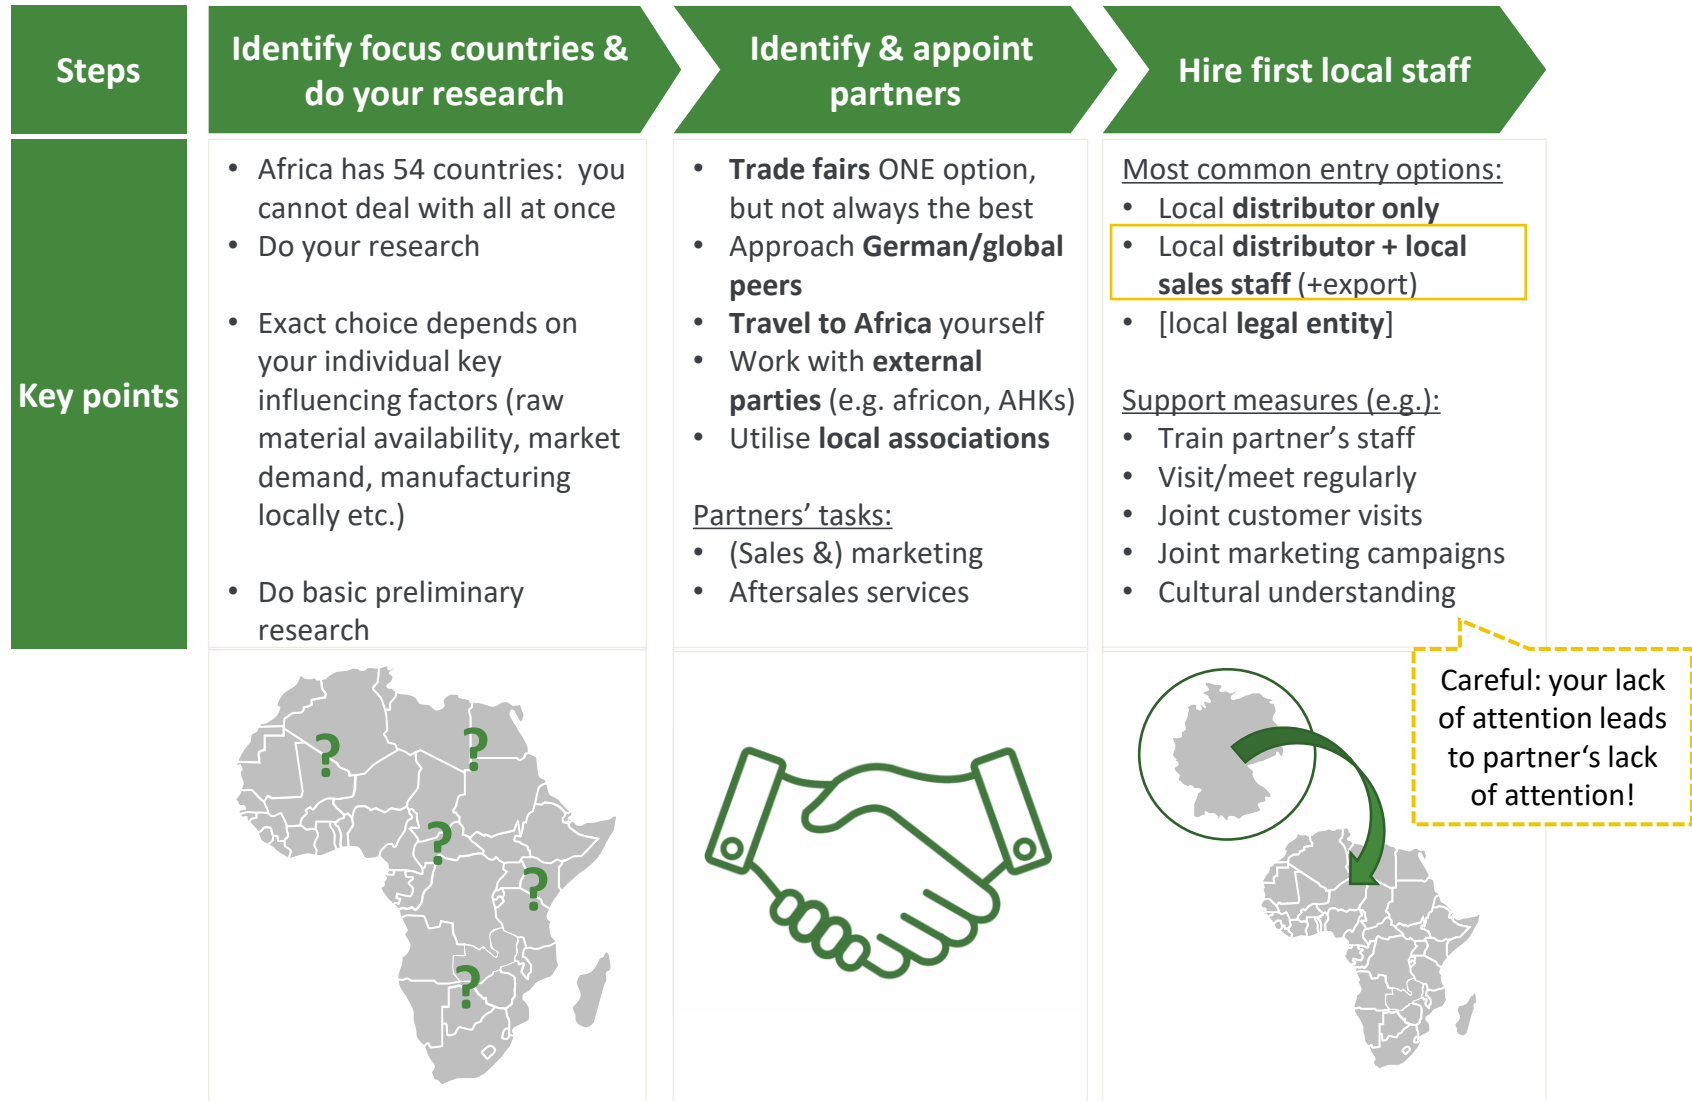 Steps
Identify focus countries &
do your research
Identify & appoint
partners
Hire first local staff
Key points
• Africa has 54 countries:  you
cannot deal with all at once
• Do your research
• Exact choice depends on
your individual key
influencing factors (raw
material availability, market
demand, manufacturing
locally etc.)
• Do basic preliminary
research
• Trade fairs ONE option,
but not always the best
• Approach German/global
peers
• Travel to Africa yourself
• Work with external
parties (e.g. africon, AHKs)
• Utilise local associations
Partners’ tasks:
• (Sales &) marketing
• Aftersales services
Most common entry options:
• Local distributor only
• Local distributor + local
sales staff (+export)
• [local legal entity]
Support measures (e.g.):
• Train partner’s staff
• Visit/meet regularly
• Joint customer visits
• Joint marketing campaigns
• Cultural understanding
Careful: your lack
of attention leads
to partner‘s lack
of attention!
?
?
?
?
?